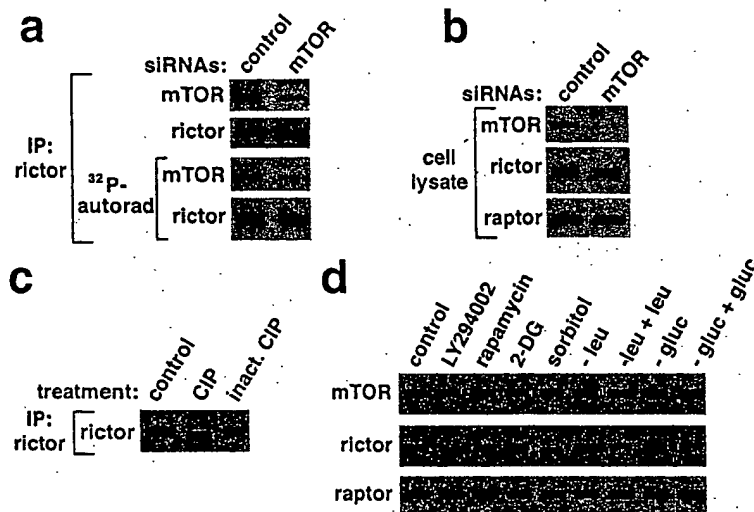 a
siRNAs: control mTOR
mTOR
rictor
IP:
rictor
32P-
autorad
mTOR
rictor
b
siRNAs: control mTOR
mTOR
cell
lysate
rictor
raptor
c
treatment: control CIP inact. CIP
IP:
rictor
rictor
d
control LY294002 rapamycin 2-DG sorbitol - leu -leu + leu - gluc - gluc + gluc
mTOR
rictor
raptor